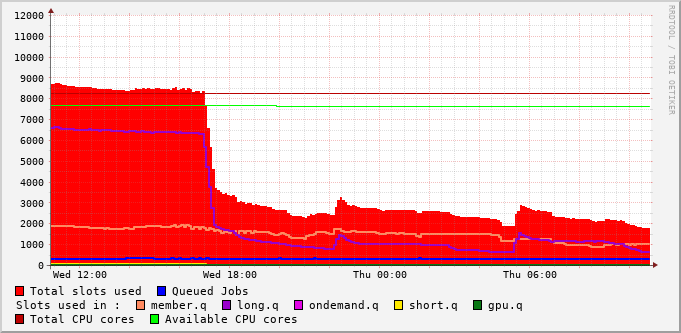 RRDTOOL / TOBI OETIKER
12000
11000
10000
9000
8000
7000
6000
5000
4000
3000
2000
1000
0
Wed 12:00 Wed 18:00 Thu 00:00 Thu 06:00
Total slots used Queued Jobs
Slots used in : member.q long.q ondemand.q short.q gpu.q
Total CPU cores Available CPU cores